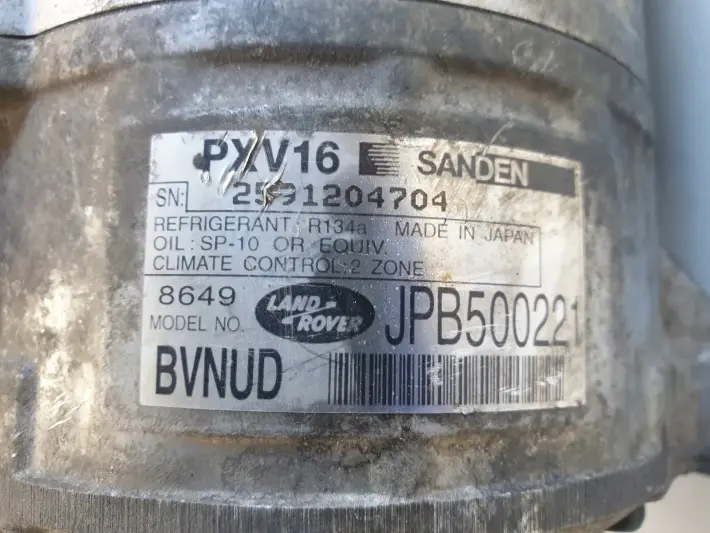 PXV16 SANDEN
SN: 2591204704
REFRIGERANT: R134a MADE IN JAPAN
OIL: SP-10 OR EQUIV.
CLIMATE CONTROL: 2 ZONE
8649 LAND-ROVER JPB500221
MODEL NO.
BVNUD